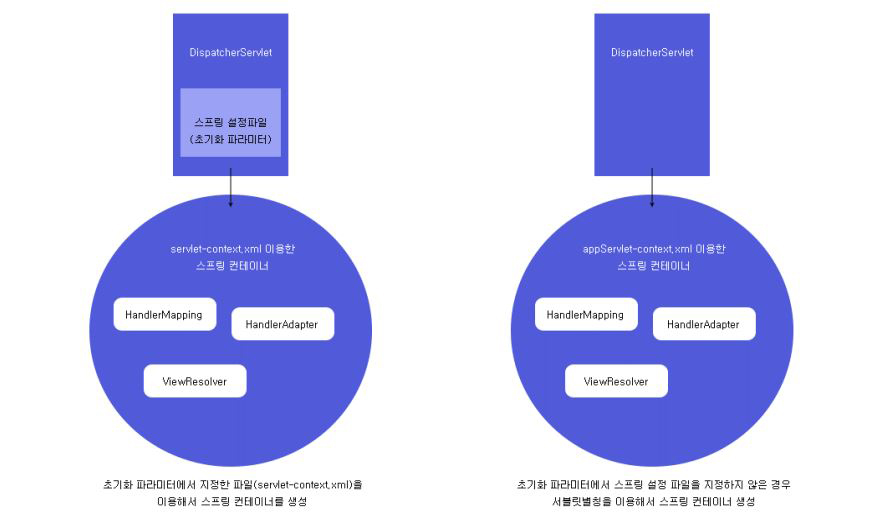 DispatcherServlet
스프링 설정파일
(초기화 파라미터)
servlet-context.xml 이용한
스프링 컨테이너
HandlerMapping
HandlerAdapter
ViewResolver
초기화 파라미터에서 지정한 파일(servlet-context.xml)을
이용해서 스프링 컨테이너를 생성
DispatcherServlet
appServlet-context.xml 이용한
스프링 컨테이너
HandlerMapping
HandlerAdapter
ViewResolver
초기화 파라미터에서 스프링 설정 파일을 지정하지 않은 경우
서블릿별칭을 이용해서 스프링 컨테이너 생성